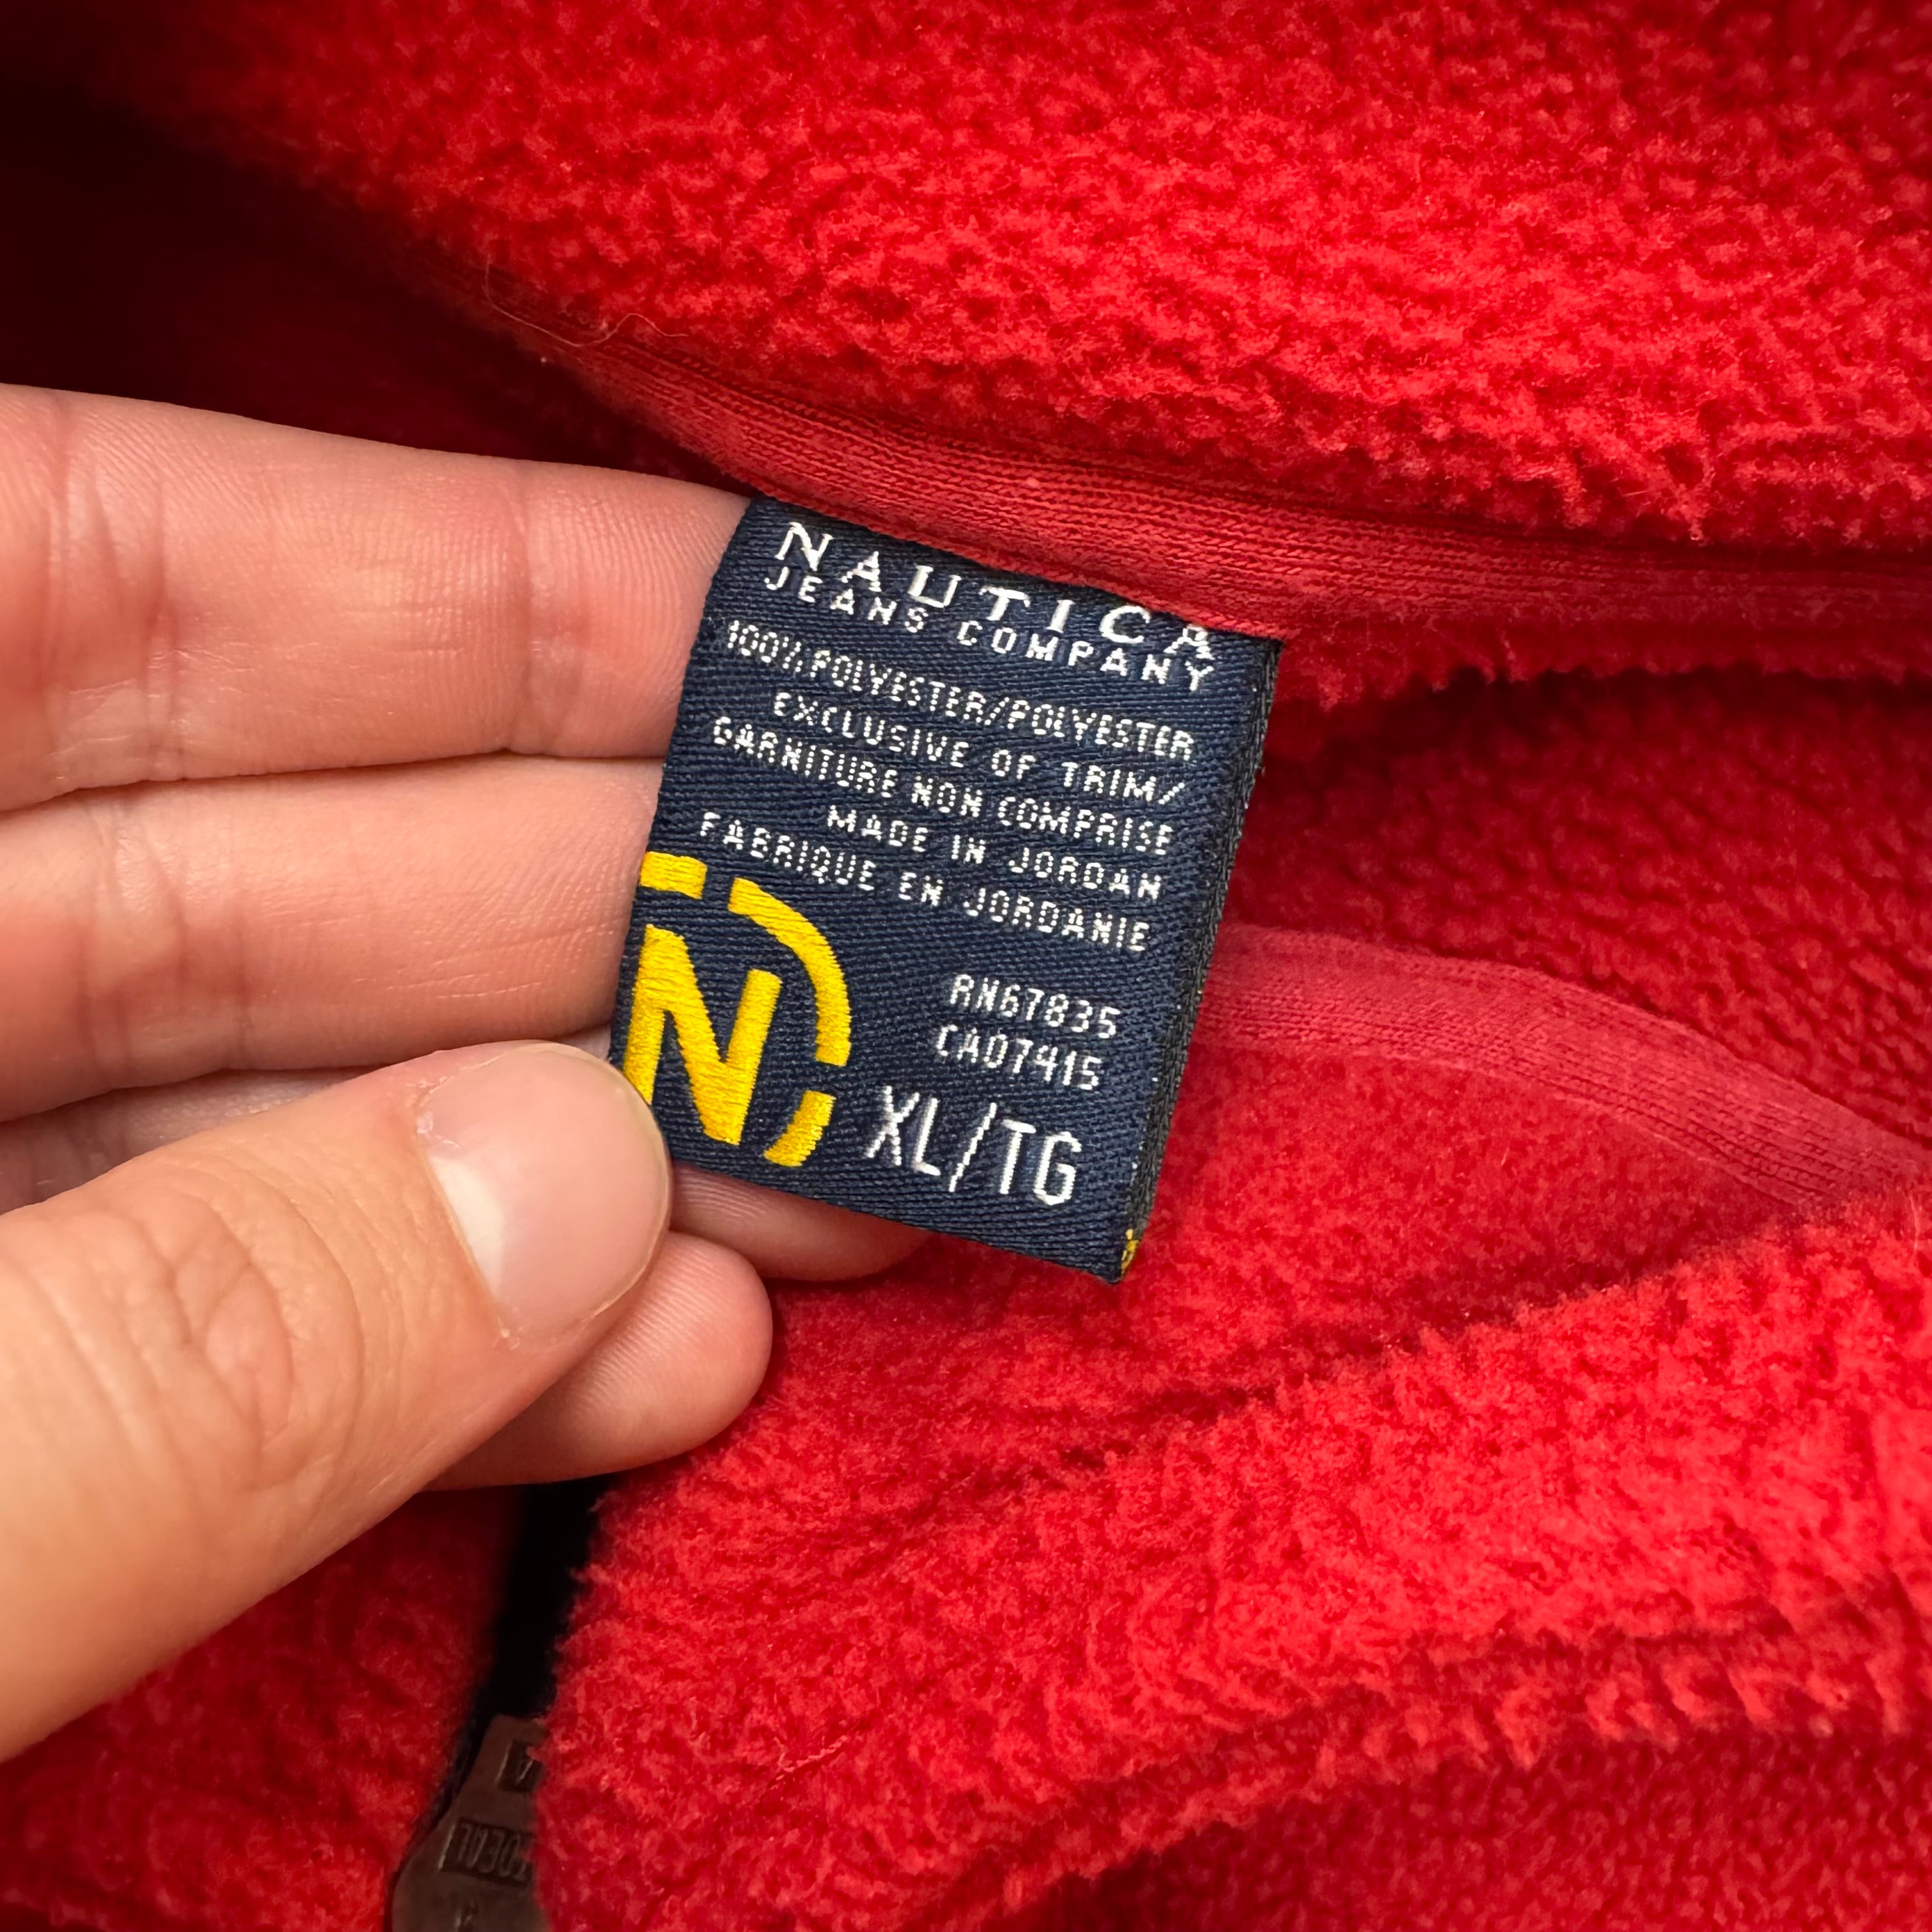 NAUTICA
JEANS COMPANY
100% POLYESTER/POLYESTER
EXCLUSIVE OF TRIM/
GARNITURE NON COMPRISE
MADE IN JORDAN
FABRIQUE EN JORDANIE
N
RN67835
CA07415
XL/TG